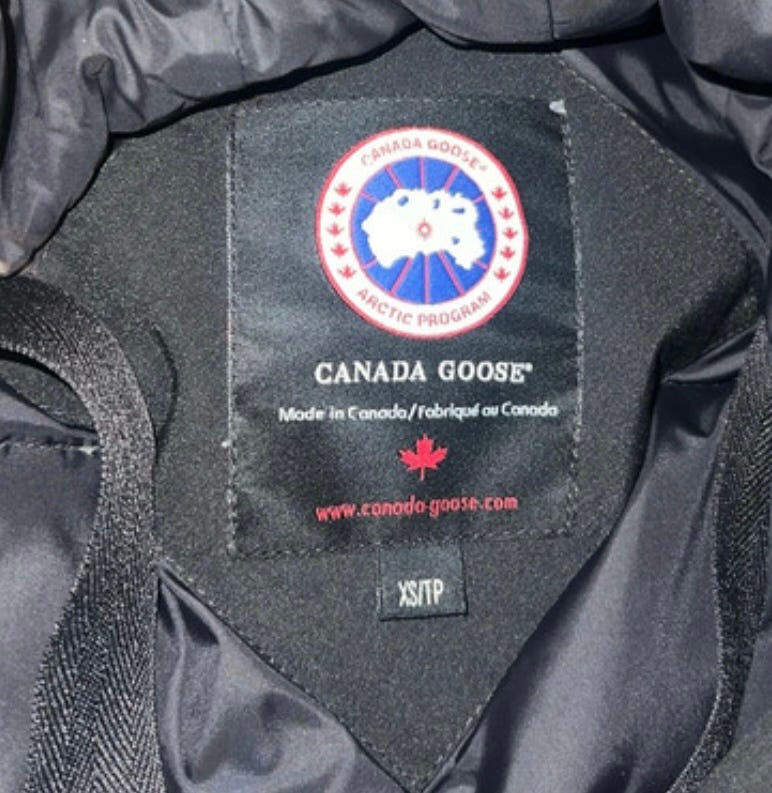 CANADA GOOSE®
ARCTIC PROGRAM
CANADA GOOSE®
Made in Canada/Fabriqué au Canada
www.canada-goose.com
XS/TP